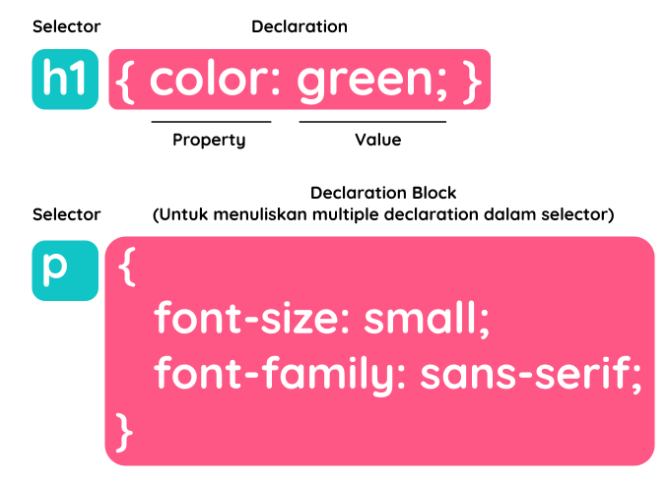 Selector Declaration
h1 { color: green; }
Property Value
Declaration Block
Selector (Untuk menuliskan multiple declaration dalam selector)
p {
font-size: small;
font-family: sans-serif;
}